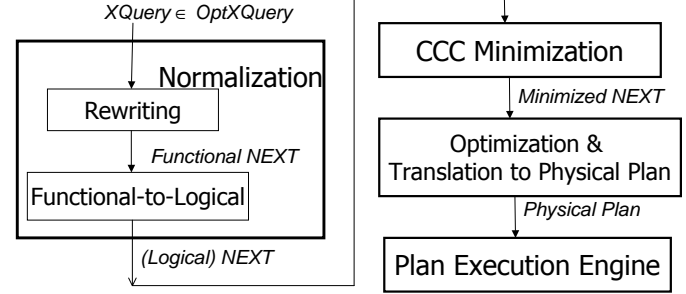 XQuery ∈ OptXQuery
Normalization
Rewriting
Functional NEXT
Functional-to-Logical
(Logical) NEXT
CCC Minimization
Minimized NEXT
Optimization &
Translation to Physical Plan
Physical Plan
Plan Execution Engine